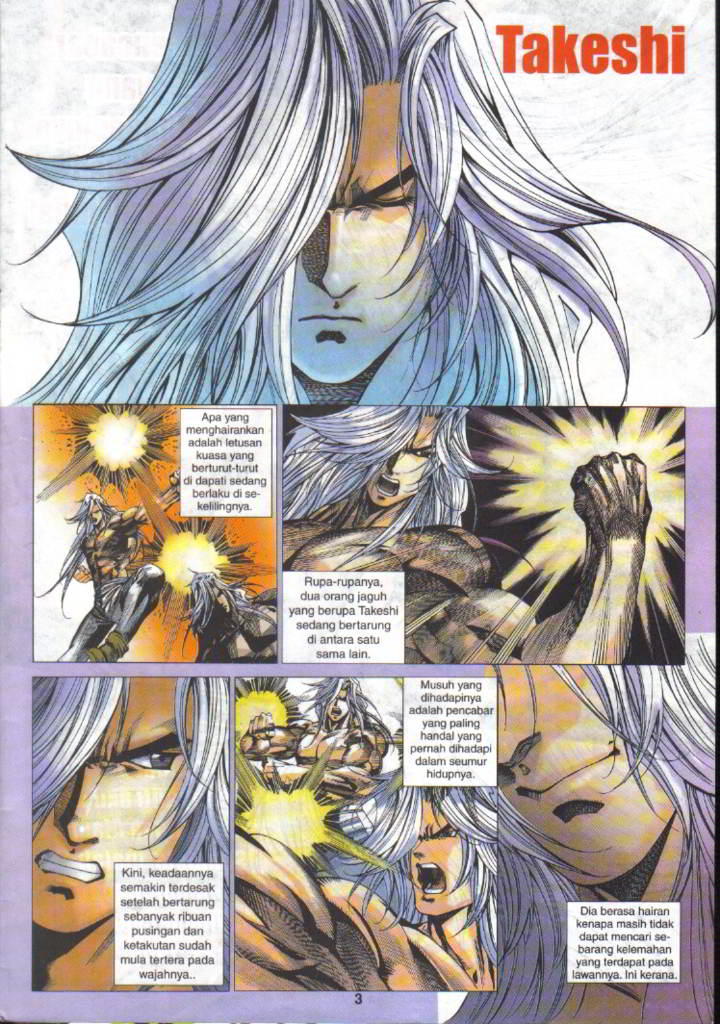 Takeshi
Apa yang
menghairankan
adalah letusan
kuasa yang
berturut-turut
di dapati sedang
berlaku di se-
kelilingnya.
Rupa-rupanya,
dua orang jaguh
yang berupa Takeshi
sedang bertarung
di antara satu
sama lain.
Kini, keadaannya
semakin terdesak
setelah bertarung
sebanyak ribuan
pusingan dan
ketakutan sudah
mula tertera pada
wajahnya..
Musuh yang
dihadapinya
adalah pencabar
yang paling
handal yang
pernah dihadapi
dalam seumur
hidupnya.
Dia berasa hairan
kenapa masih tidak
dapat mencari se-
barang kelemahan
yang terdapat pada
lawannya. Ini kerana.
3